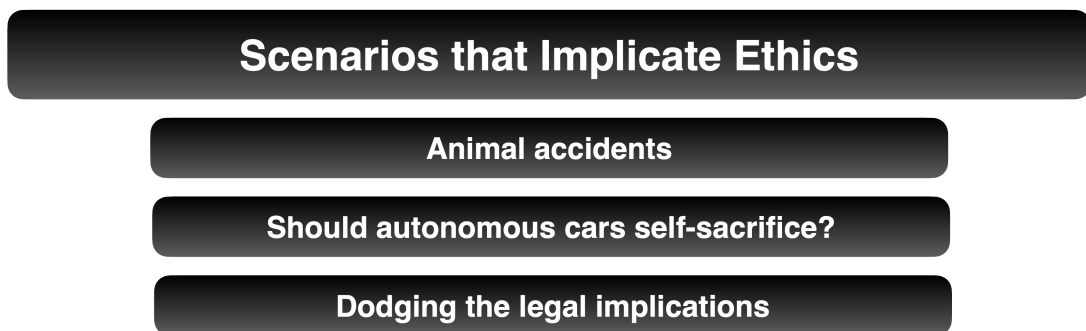 Scenarios that Implicate Ethics
Animal accidents
Should autonomous cars self-sacrifice?
Dodging the legal implications